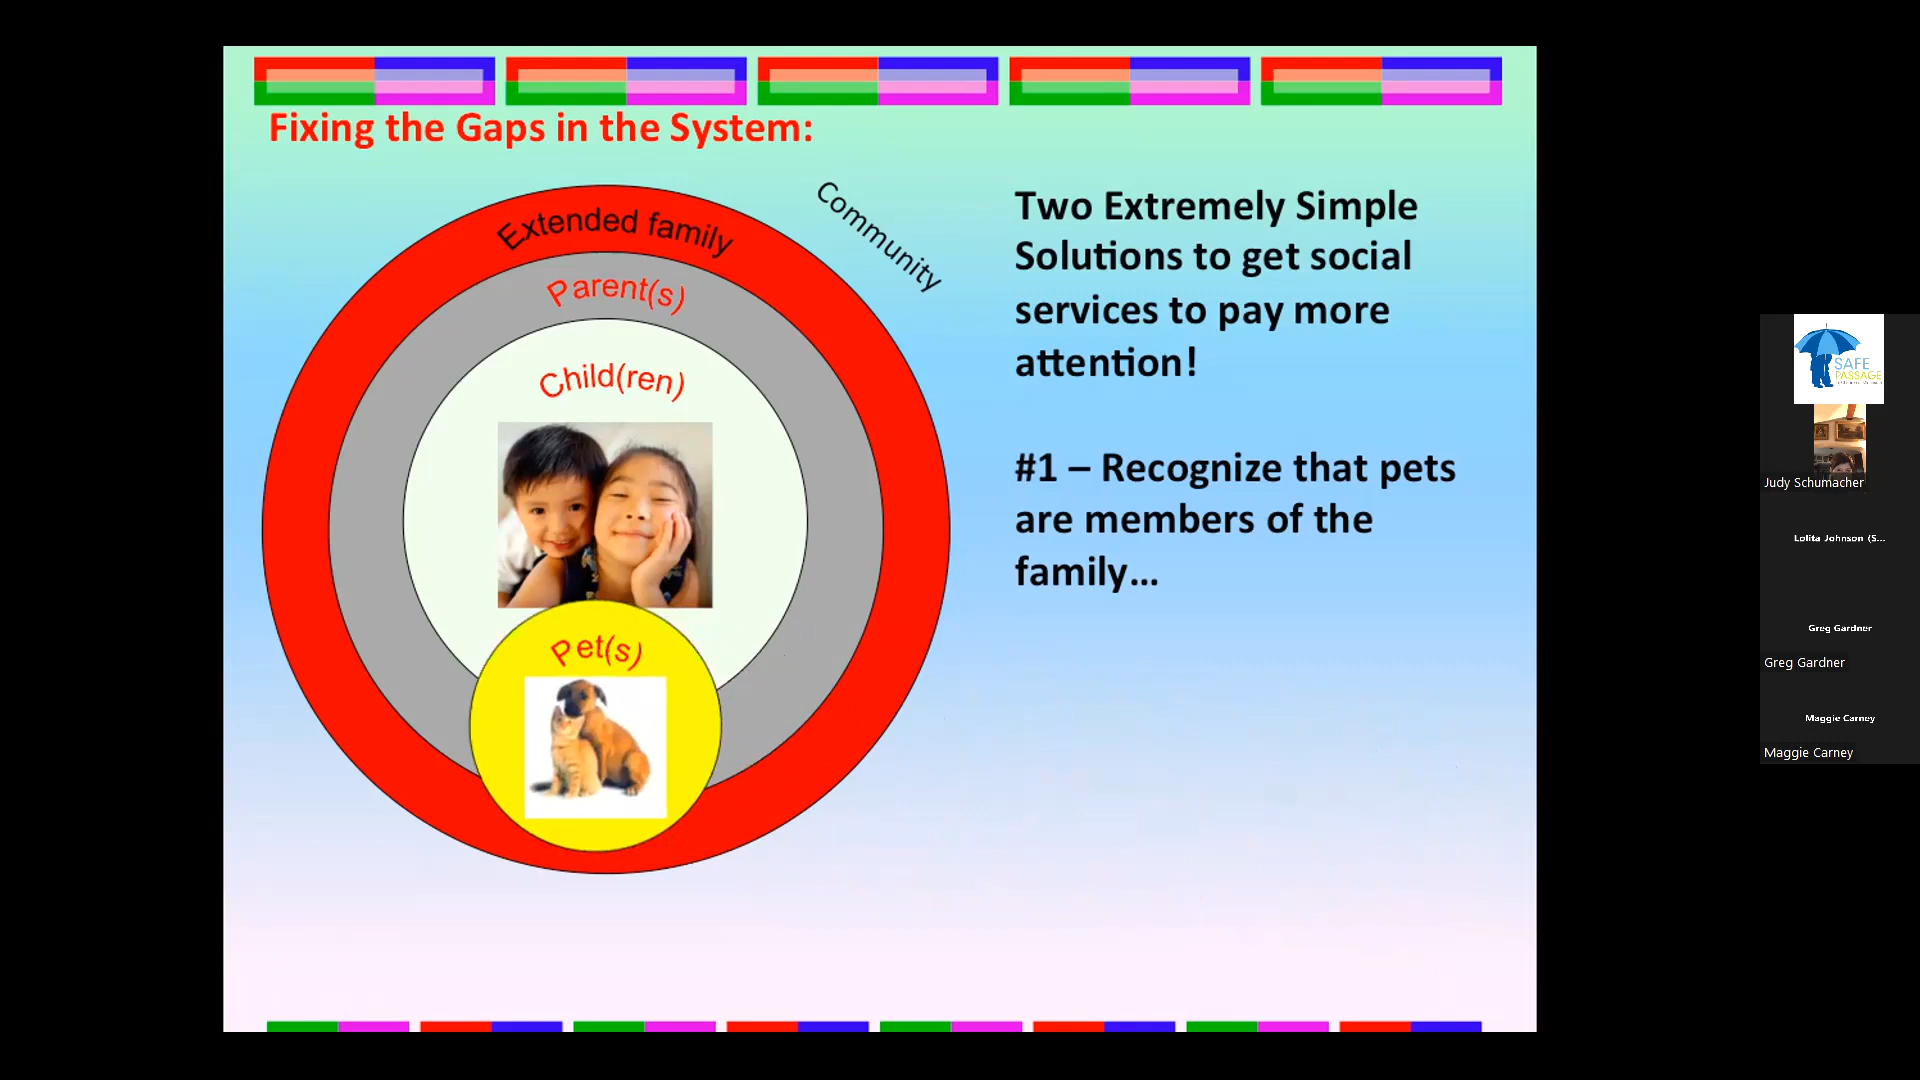 Fixing the Gaps in the System:
Community
Extended family
Parent(s)
Child(ren)
Pet(s)
Two Extremely Simple
Solutions to get social
services to pay more
attention!
#1 – Recognize that pets
are members of the
family…
SAFE
PASSAGE
Judy Schumacher
Lolita Johnson (S...
Greg Gardner
Greg Gardner
Maggie Carney
Maggie Carney